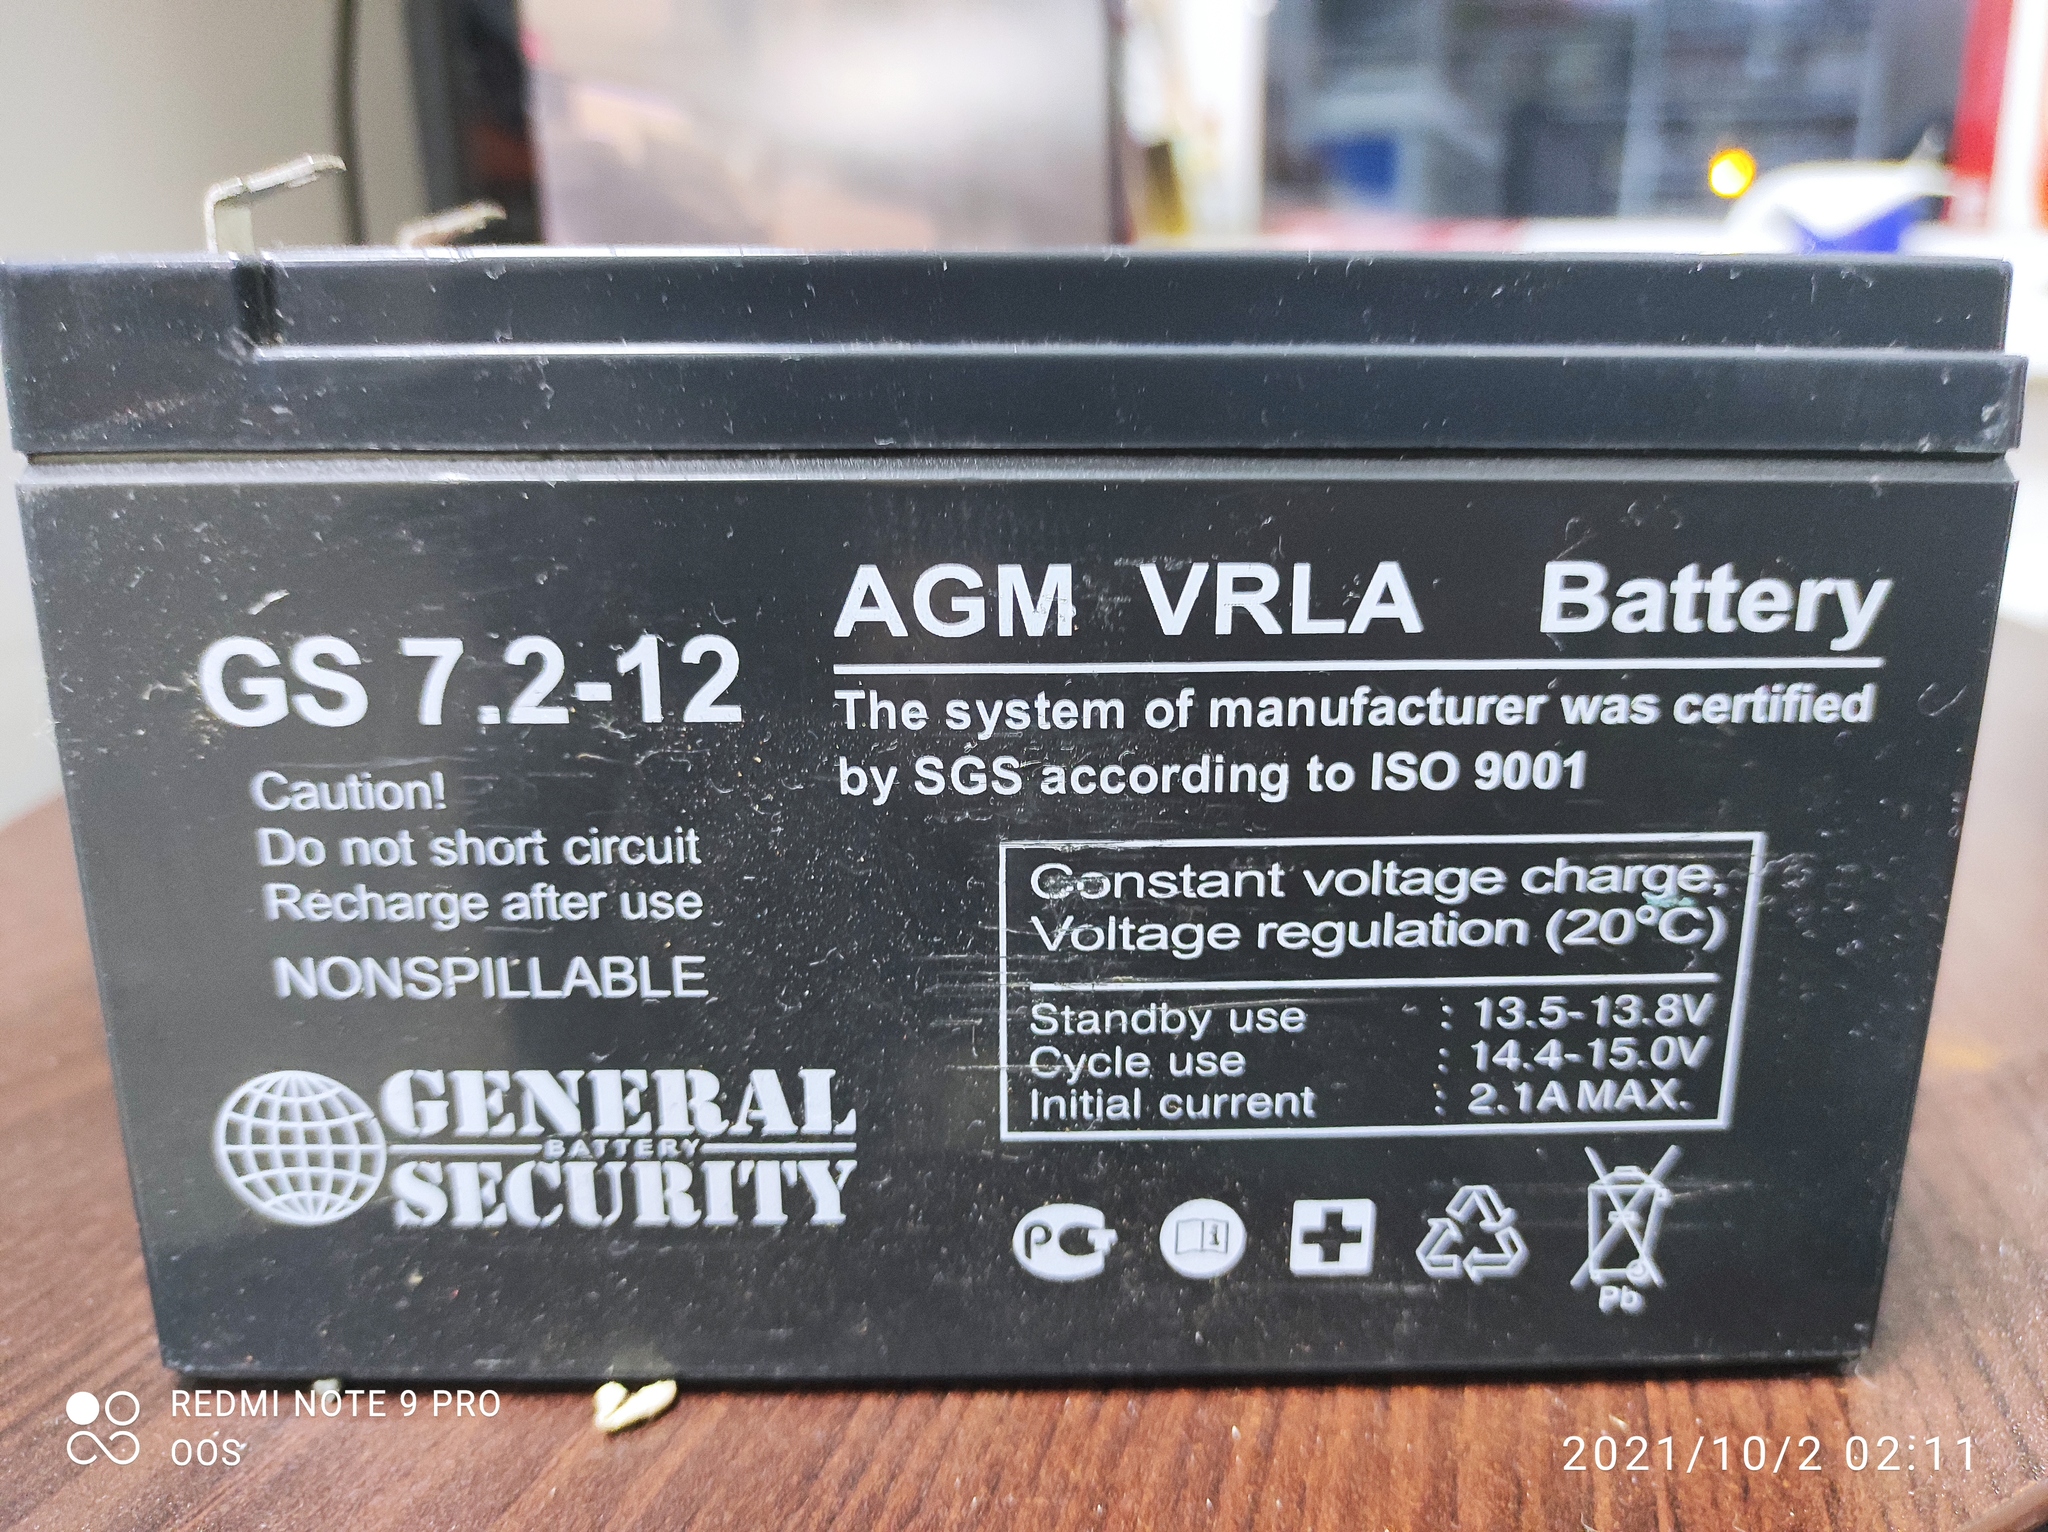 GS 7.2-12
Caution!
Do not short circuit
Recharge after use
NONSPILLABLE
GENERAL
BATTERY
SECURITY
AGM VRLA Battery
The system of manufacturer was certified
by SGS according to ISO 9001
Constant voltage charge,
Voltage regulation (20°C)
Standby use : 13.5-13.8V
Cycle use : 14.4-15.0V
Initial current : 2.1A MAX.
РСТ
i
Pb
REDMI NOTE 9 PRO
OOS
2021/10/2 02:11